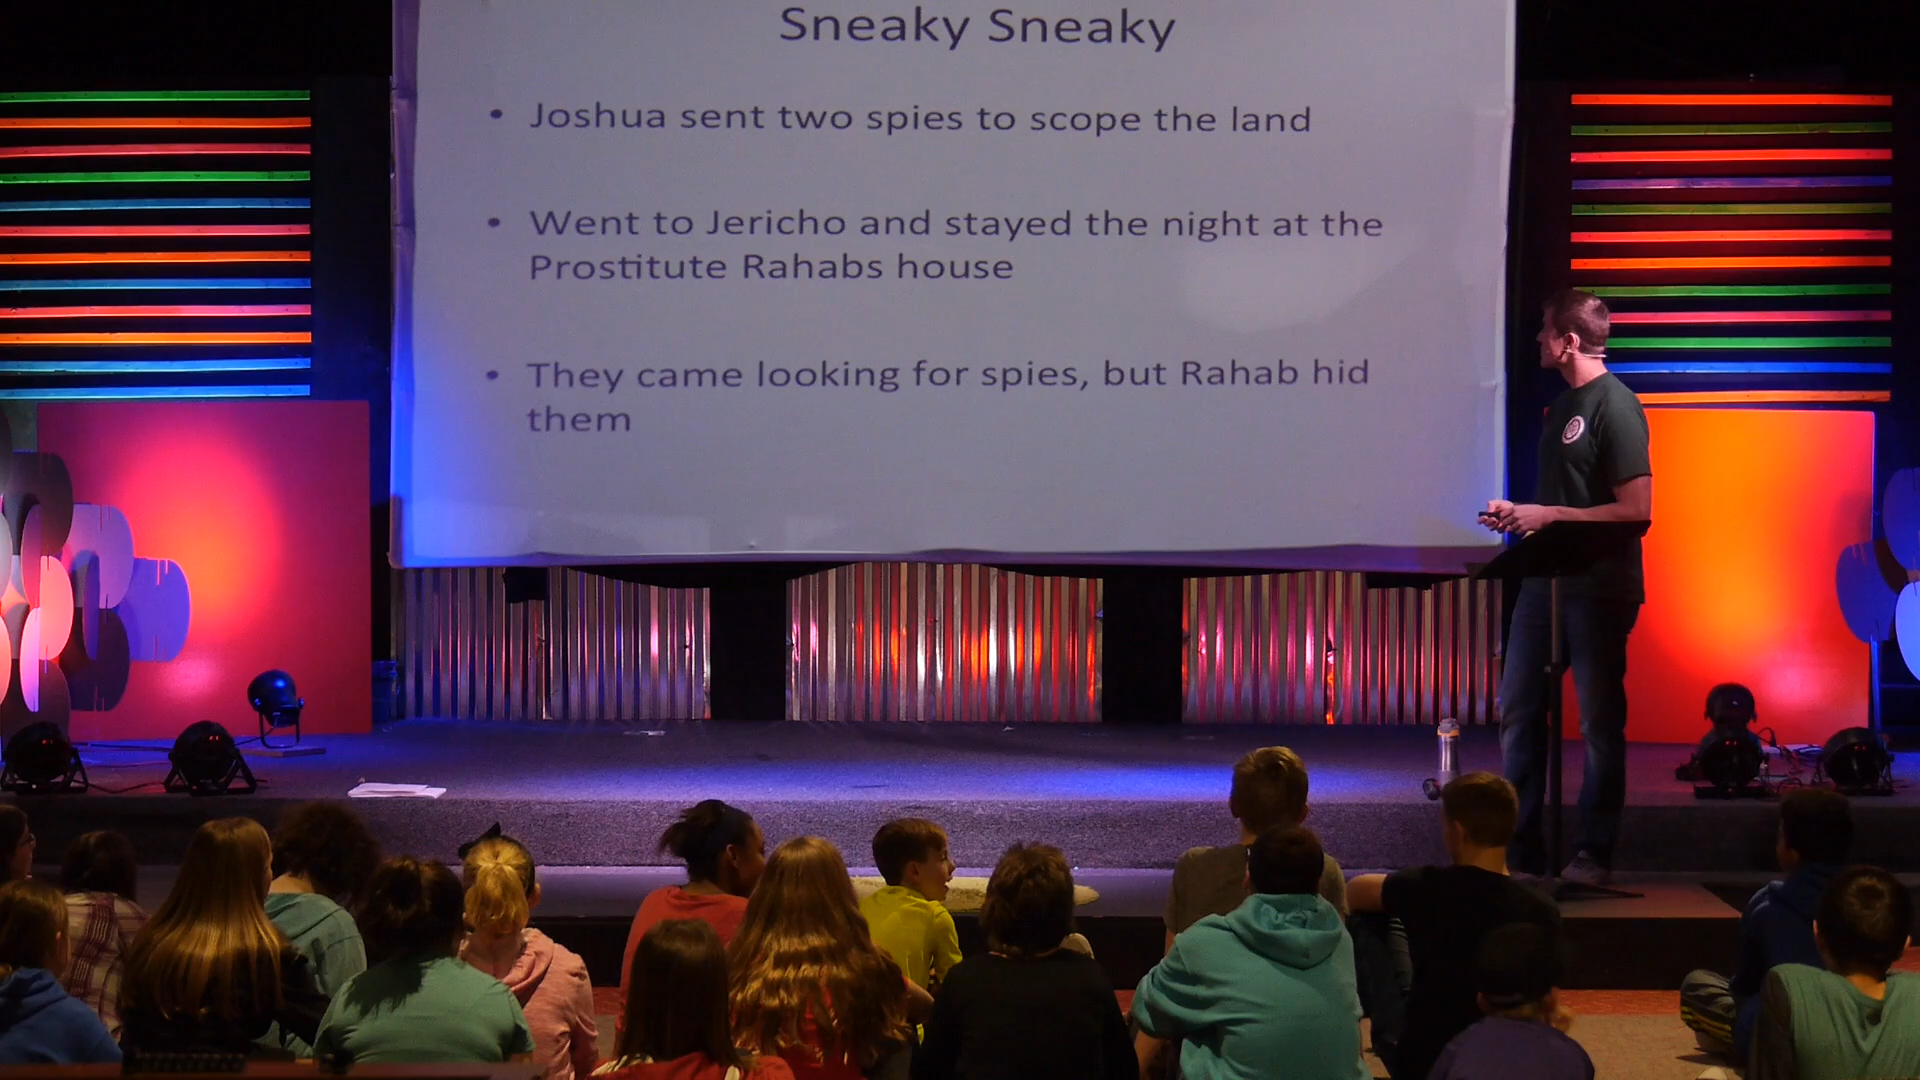 Sneaky Sneaky
• Joshua sent two spies to scope the land
• Went to Jericho and stayed the night at the
Prostitute Rahabs house
• They came looking for spies, but Rahab hid
them